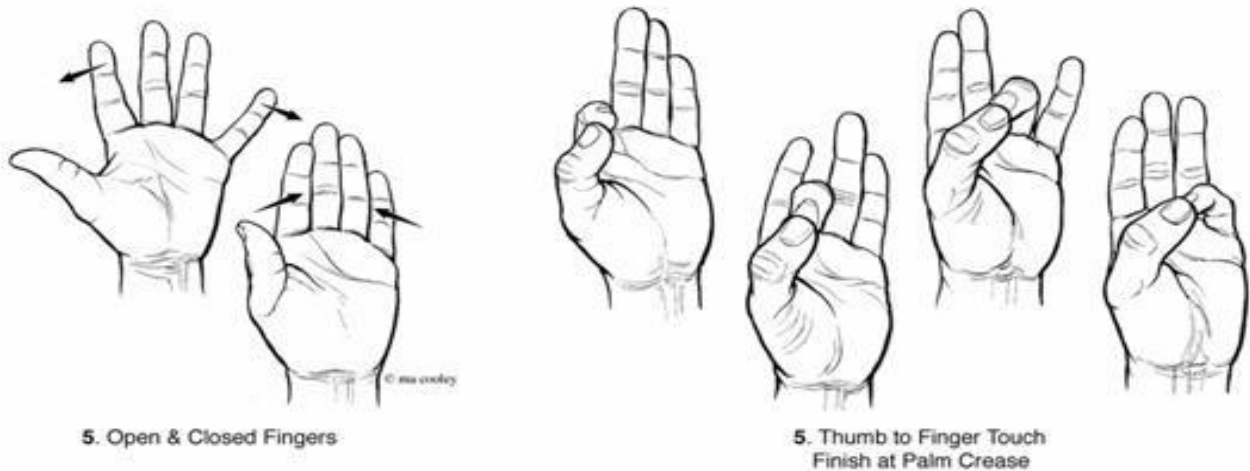 © ma cooley
5. Open & Closed Fingers
5. Thumb to Finger Touch
Finish at Palm Crease